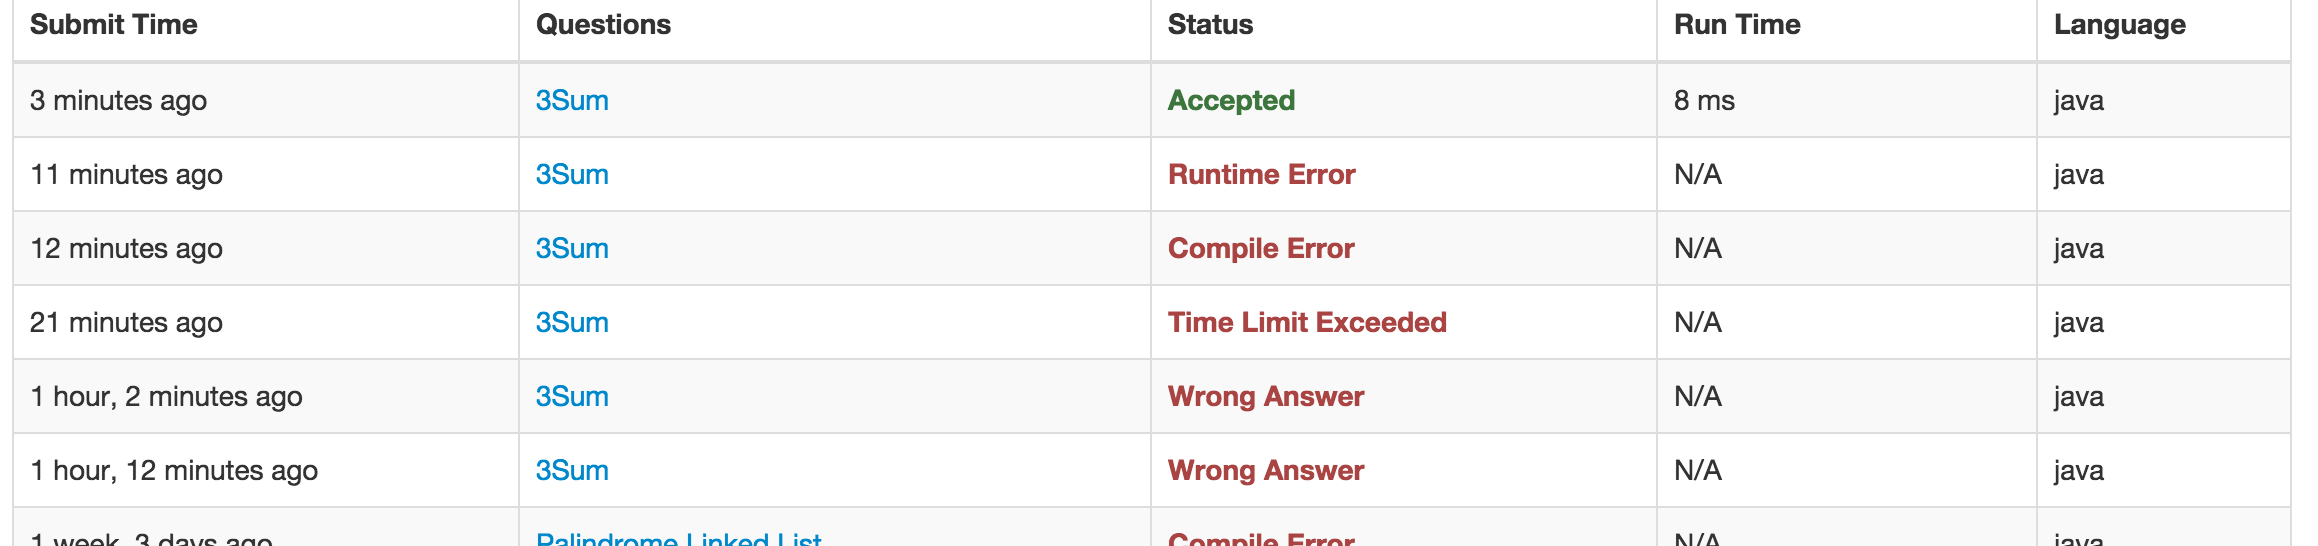 Submit Time Questions Status Run Time Language
3 minutes ago 3Sum Accepted 8 ms java
11 minutes ago 3Sum Runtime Error N/A java
12 minutes ago 3Sum Compile Error N/A java
21 minutes ago 3Sum Time Limit Exceeded N/A java
1 hour, 2 minutes ago 3Sum Wrong Answer N/A java
1 hour, 12 minutes ago 3Sum Wrong Answer N/A java
1 week, 3 days ago Palindrome Linked List Compile Error N/A java